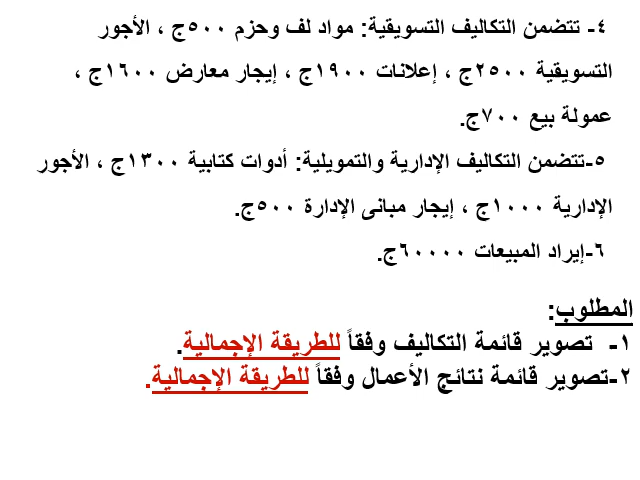 ٤- تتضمن التكاليف التسويقية: مواد لف وحزم ٥٠٠ج ، الأجور
التسويقية ٢٥٠٠ج ، إعلانات ١٩٠٠ج ، إيجار معارض ١٦٠٠ج ،
عمولة بيع ٧٠٠ج.
٥-تتضمن التكاليف الإدارية والتمويلية: أدوات كتابية ١٣٠٠ج ، الأجور
الإدارية ١٠٠٠ج ، إيجار مبانى الإدارة ٥٠٠ج.
٦-إيراد المبيعات ٦٠٠٠٠ج.
المطلوب:
١- تصوير قائمة التكاليف وفقاً للطريقة الإجمالية.
٢-تصوير قائمة نتائج الأعمال وفقاً للطريقة الإجمالية.